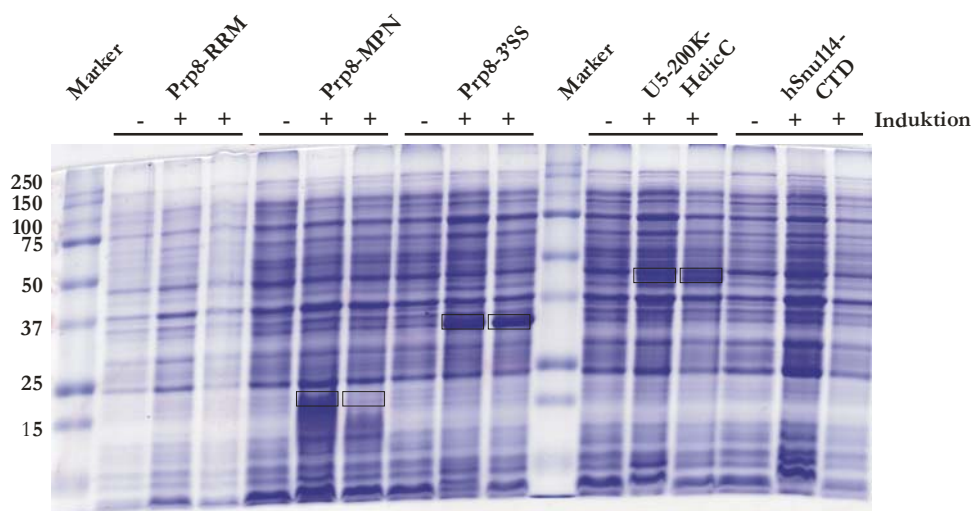 Marker
Prp8-RRM
Prp8-MPN
Prp8-3'SS
Marker
U5-200K-
HelicC
hSnu114-
CTD
- + + - + + - + + - + + - + + Induktion
250
150
100
75
50
37
25
15